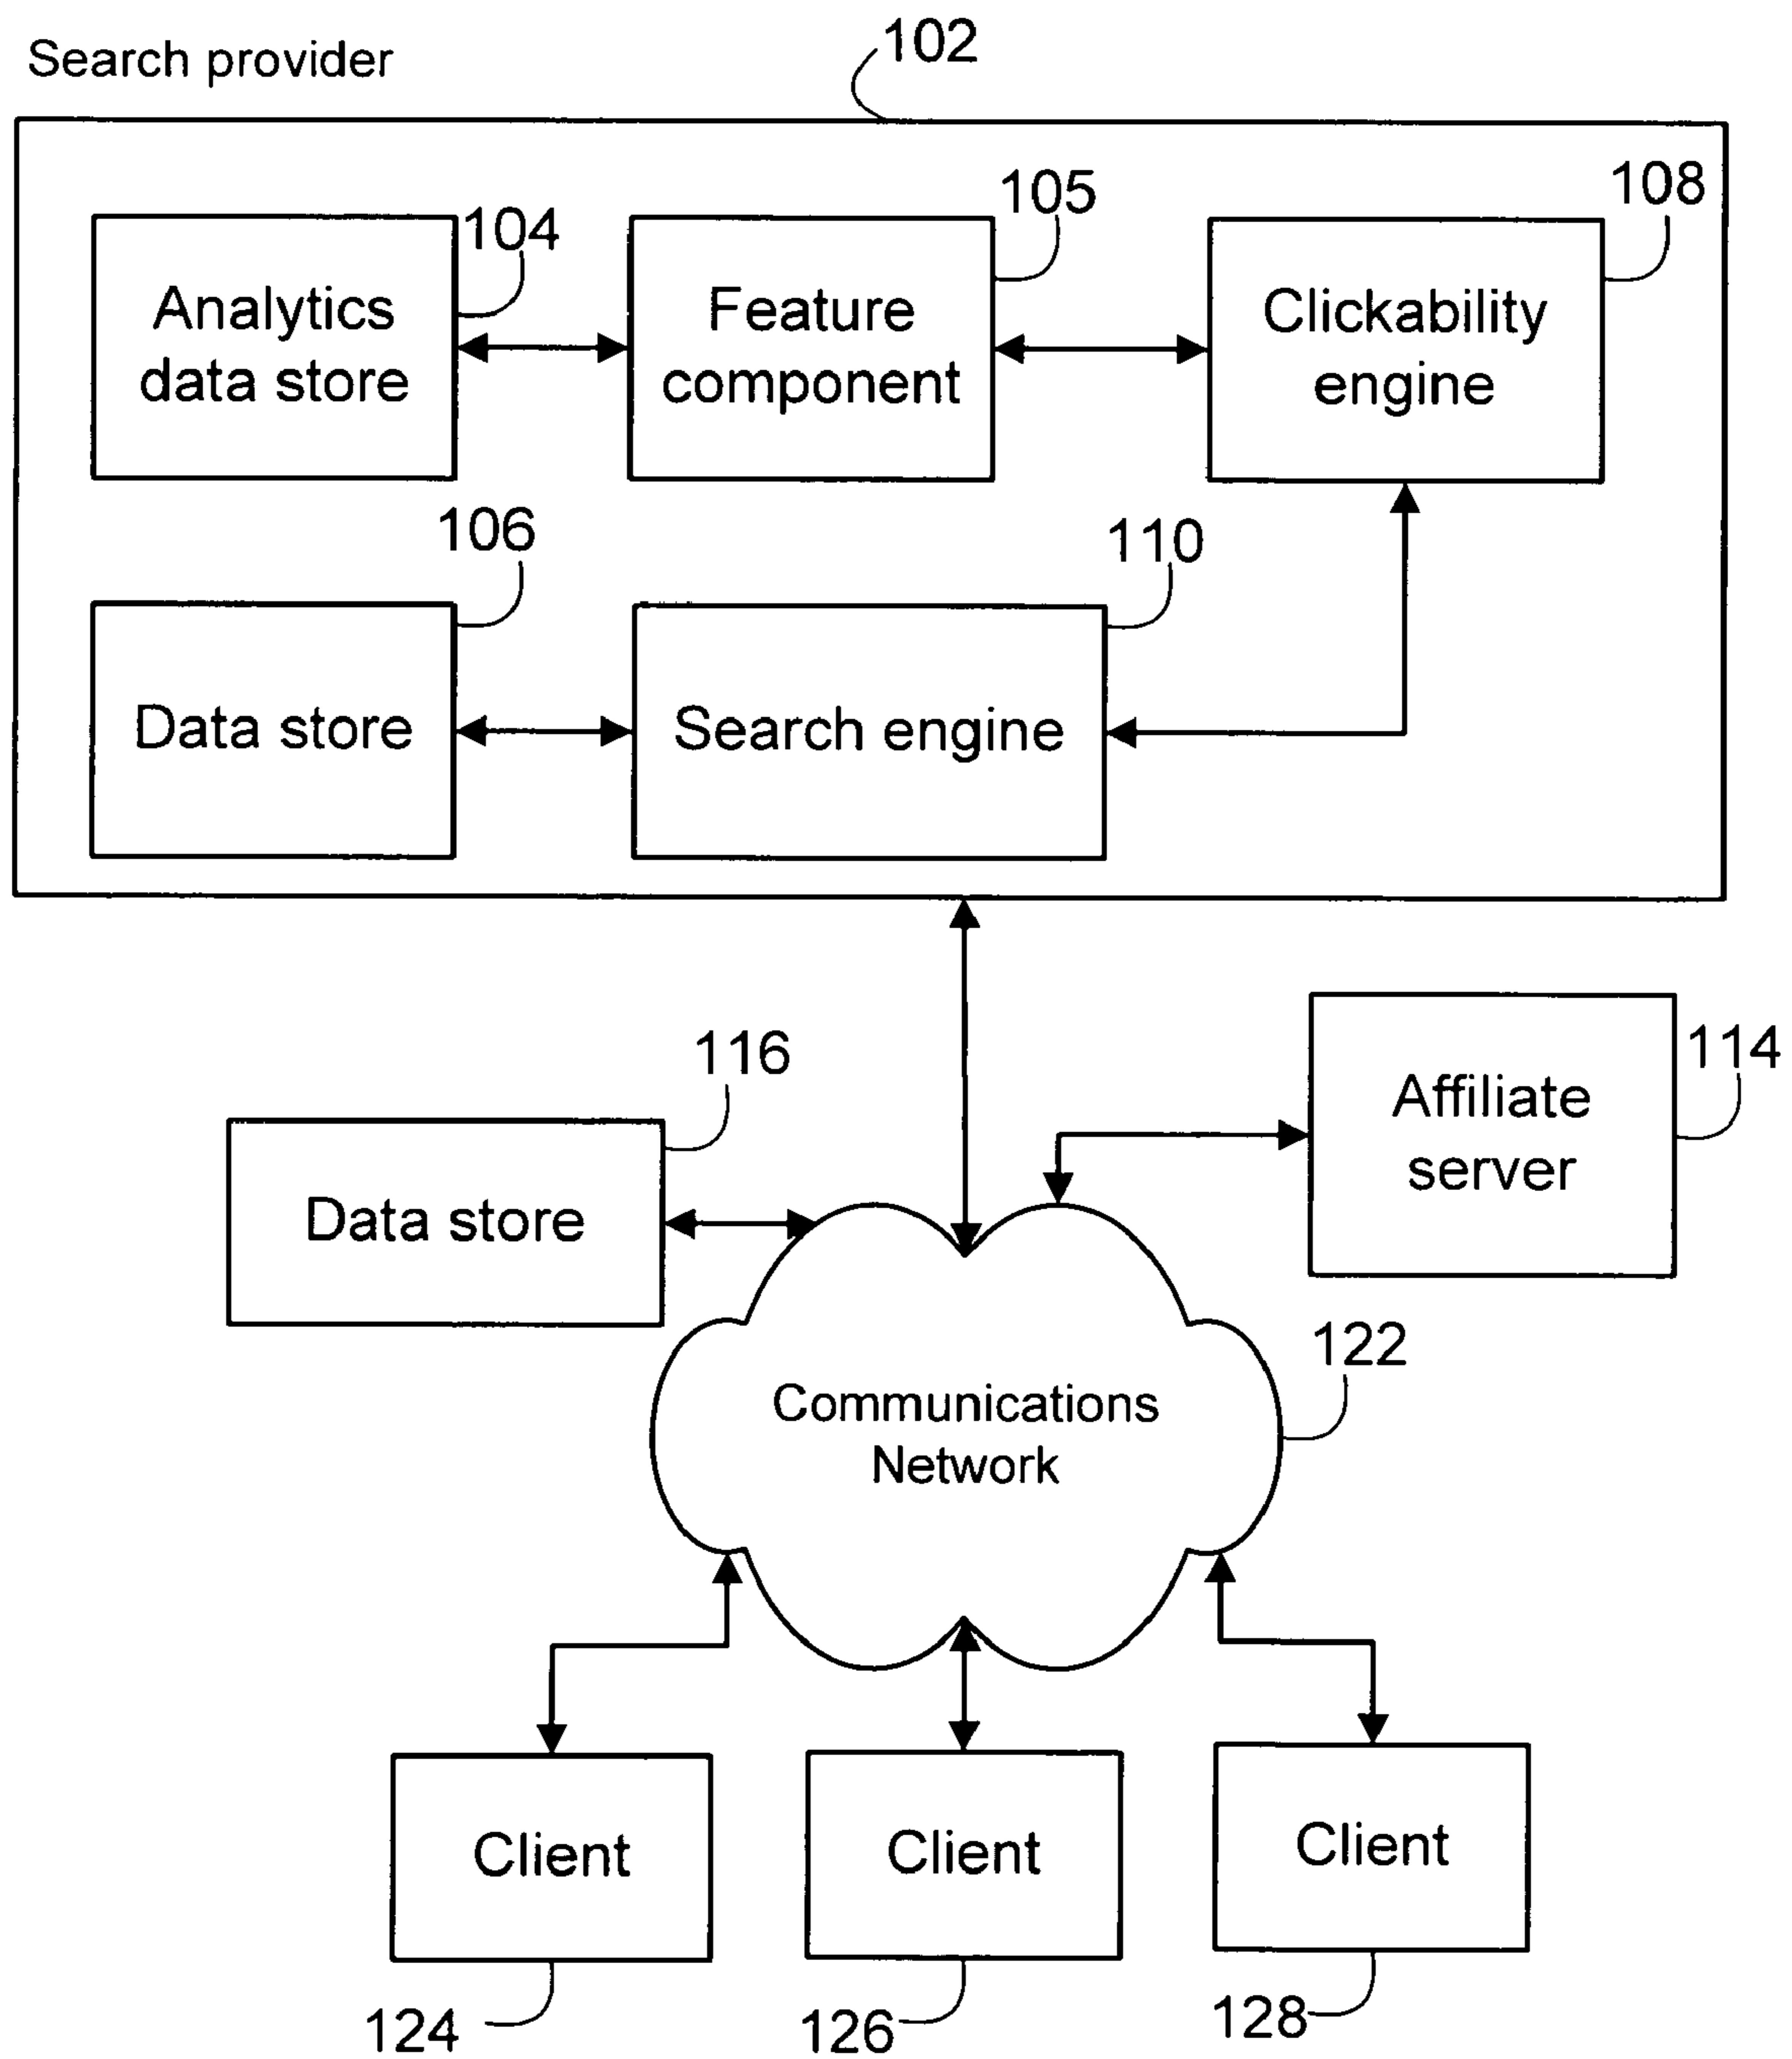 Search provider
102
104
105
108
Analytics
data store
Feature
component
Clickability
engine
106
110
Data store
Search engine
116
114
Affiliate
server
Data store
122
Communications
Network
Client
Client
Client
124
126
128